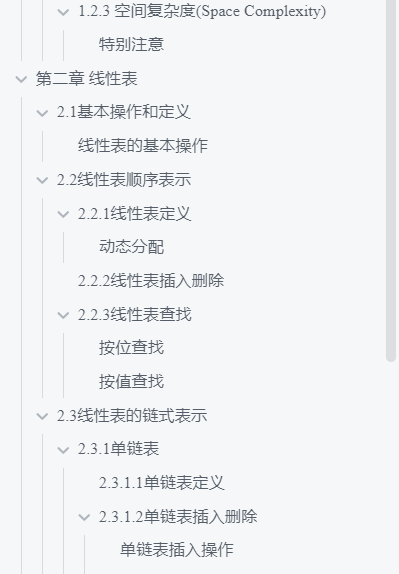 1.2.3 空间复杂度(Space Complexity)
特别注意
第二章 线性表
2.1基本操作和定义
线性表的基本操作
2.2线性表顺序表示
2.2.1线性表定义
动态分配
2.2.2线性表插入删除
2.2.3线性表查找
按位查找
按值查找
2.3线性表的链式表示
2.3.1单链表
2.3.1.1单链表定义
2.3.1.2单链表插入删除
单链表插入操作